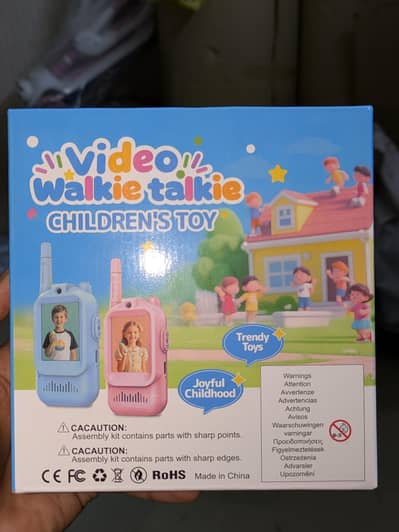 Video
Walkie talkie
CHILDREN'S TOY
Trendy
Toys
Joyful
Childhood
CACAUTION:
Assembly kit contains parts with sharp points.
CACAUTION:
Assembly kit contains parts with sharp edges.
CE FC RoHS Made in China
Warnings
Attention
Avvertenze
Advertencias
Achtung
Avisos
Waarschuwingen
varningar
Προειδοποιήσεις
Figyelmeztetések
Ostrzeżenia
Advarsler
Upozornění
0-3